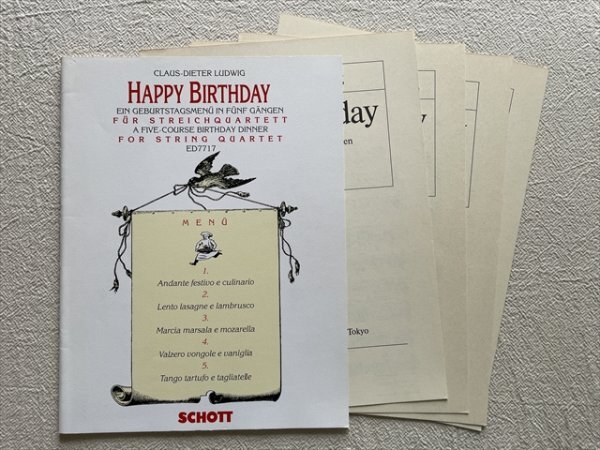 CLAUS-DIETER LUDWIG
HAPPY BIRTHDAY
EIN GEBURTSTAGSMENÜ IN FÜNF GÄNGEN
FÜR STREICHQUARTETT
A FIVE-COURSE BIRTHDAY DINNER
FOR STRING QUARTET
ED7717
MENÜ
1.
Andante festivo e culinario
2.
Lento lasagne e lambrusco
3.
Marcia marsala e mozarella
4.
Valzero vongole e vaniglia
5.
Tango tartufo e tagliatelle
SCHOTT
day
y
en
Tokyo